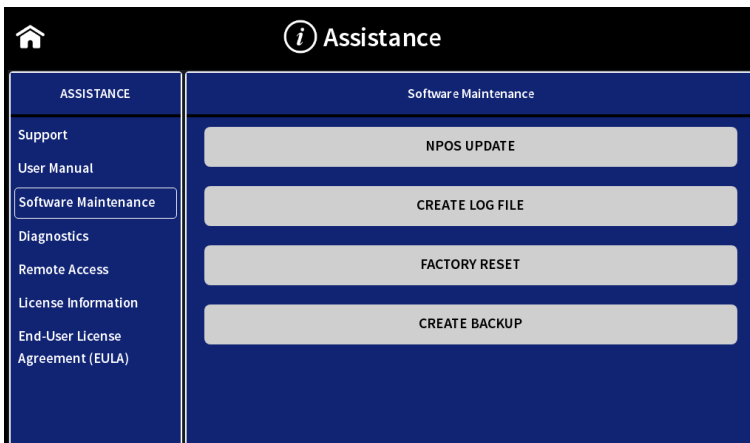 Assistance
ASSISTANCE
Support
User Manual
Software Maintenance
Diagnostics
Remote Access
License Information
End-User License
Agreement (EULA)
Software Maintenance
NPOS UPDATE
CREATE LOG FILE
FACTORY RESET
CREATE BACKUP